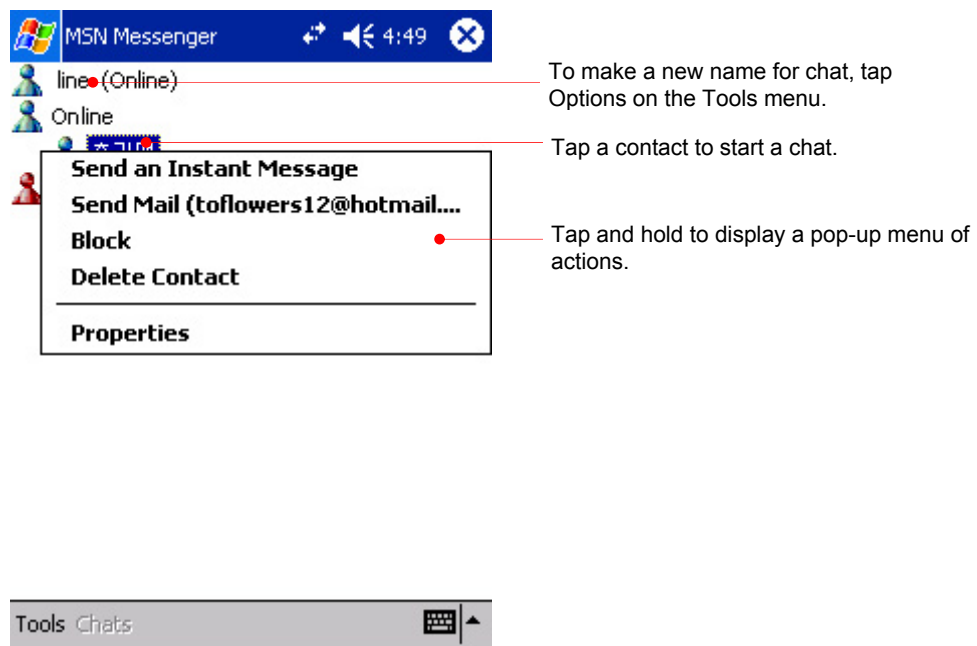 MSN Messenger 4:49
line (Online)
To make a new name for chat, tap
Options on the Tools menu.
Online
Tap a contact to start a chat.
Send an Instant Message
Send Mail (toflowers12@hotmail....
Block
Delete Contact
Properties
Tap and hold to display a pop-up menu of
actions.
Tools Chats